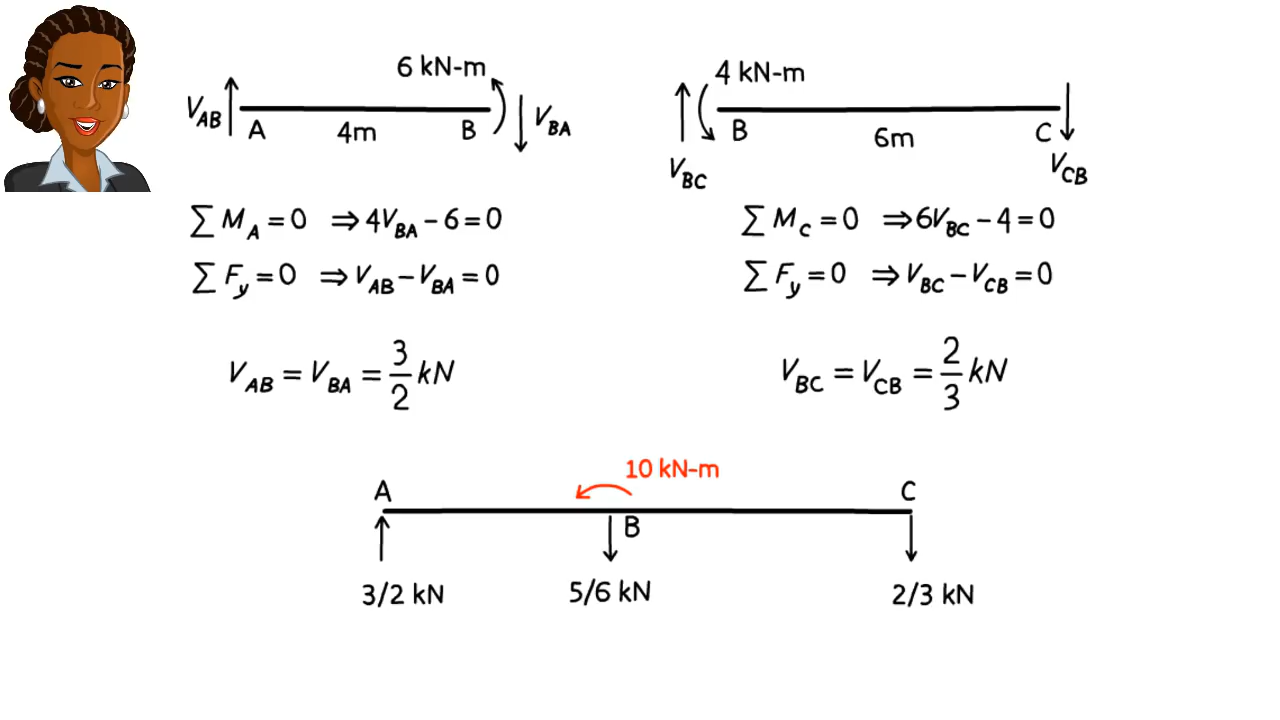 6 kN-m
V_AB A 4m B V_BA
∑ M_A = 0 ⇒ 4V_BA − 6 = 0
∑ F_y = 0 ⇒ V_AB − V_BA = 0
V_AB = V_BA = 3/2 kN
4 kN-m
B 6m C
V_BC V_CB
∑ M_C = 0 ⇒ 6V_BC − 4 = 0
∑ F_y = 0 ⇒ V_BC − V_CB = 0
V_BC = V_CB = 2/3 kN
10 kN-m
A C
B
3/2 kN 5/6 kN 2/3 kN